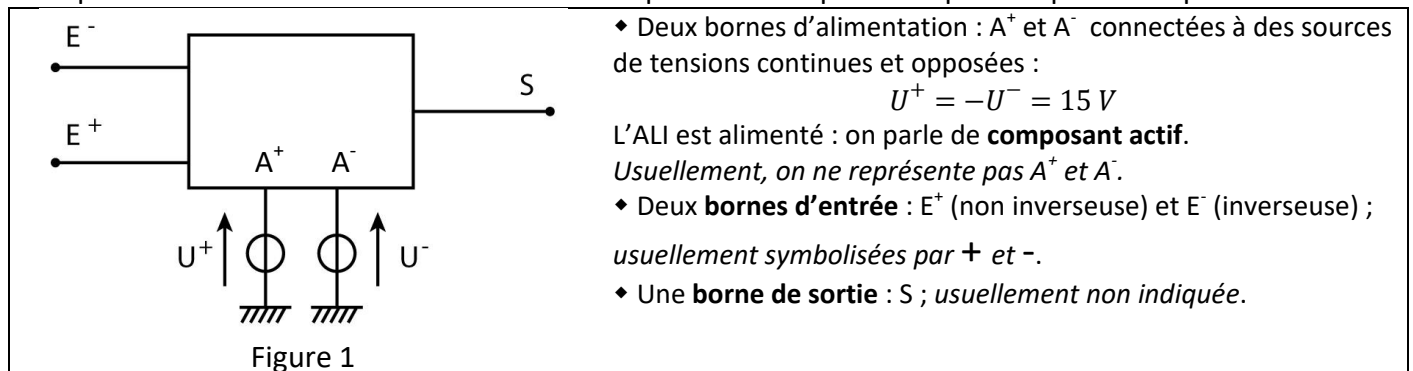 E -
E +
A+ A-
S
U+ U-
Figure 1
◆ Deux bornes d'alimentation : A+ et A- connectées à des sources
de tensions continues et opposées :
U+ = −U− = 15 V
L'ALI est alimenté : on parle de composant actif.
Usuellement, on ne représente pas A+ et A-.
◆ Deux bornes d'entrée : E+ (non inverseuse) et E- (inverseuse) ;
usuellement symbolisées par + et -.
◆ Une borne de sortie : S ; usuellement non indiquée.